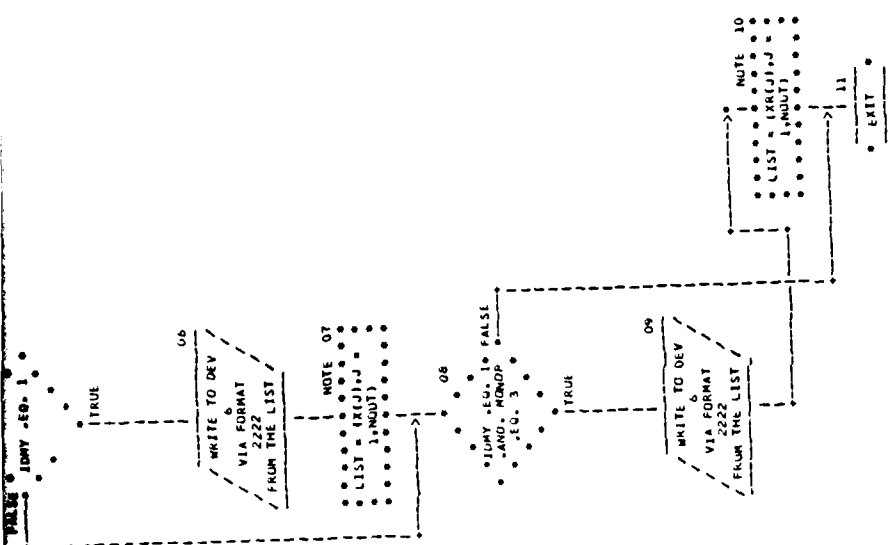 FALSE
IDMY .EQ. 1
TRUE
06
WRITE TO DEV
6
VIA FORMAT
2222
FROM THE LIST
NOTE 07
LIST = (X(J),J =
1,NOUT)
08
IDMY .EQ. 1
FALSE
.AND. MONOP
.EQ. 3
TRUE
09
WRITE TO DEV
6
VIA FORMAT
2222
FROM THE LIST
NOTE 10
LIST = (XR(J),J =
1,NOUT)
11
EXIT